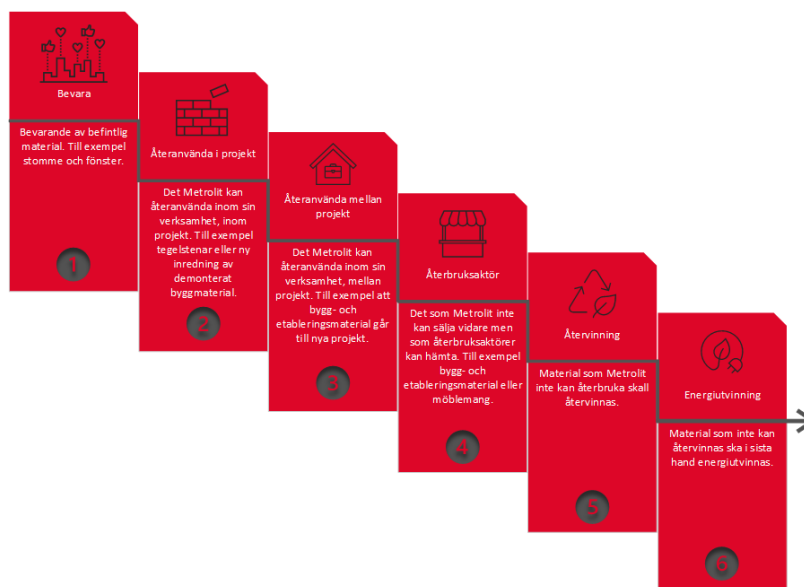 Bevara
Bevarande av befintlig
material. Till exempel
stomme och fönster.
1
Återanvända i projekt
Det Metrolit kan
återanvända inom sin
verksamhet, inom
projekt. Till exempel
tegelstenar eller ny
inredning av
demonterat
byggmaterial.
2
Återanvända mellan
projekt
Det Metrolit kan
återanvända inom sin
verksamhet, mellan
projekt. Till exempel att
bygg- och
etableringsmaterial går
till nya projekt.
3
Återbruksaktör
Det som Metrolit inte
kan sälja vidare men
som återbruksaktörer
kan hämta. Till exempel
bygg- och
etableringsmaterial eller
möblemang.
4
Återvinning
Material som Metrolit
inte kan återbruka skall
återvinnas.
5
Energiutvinning
Material som inte kan
återvinnas ska i sista
hand energiutvinnas.
6